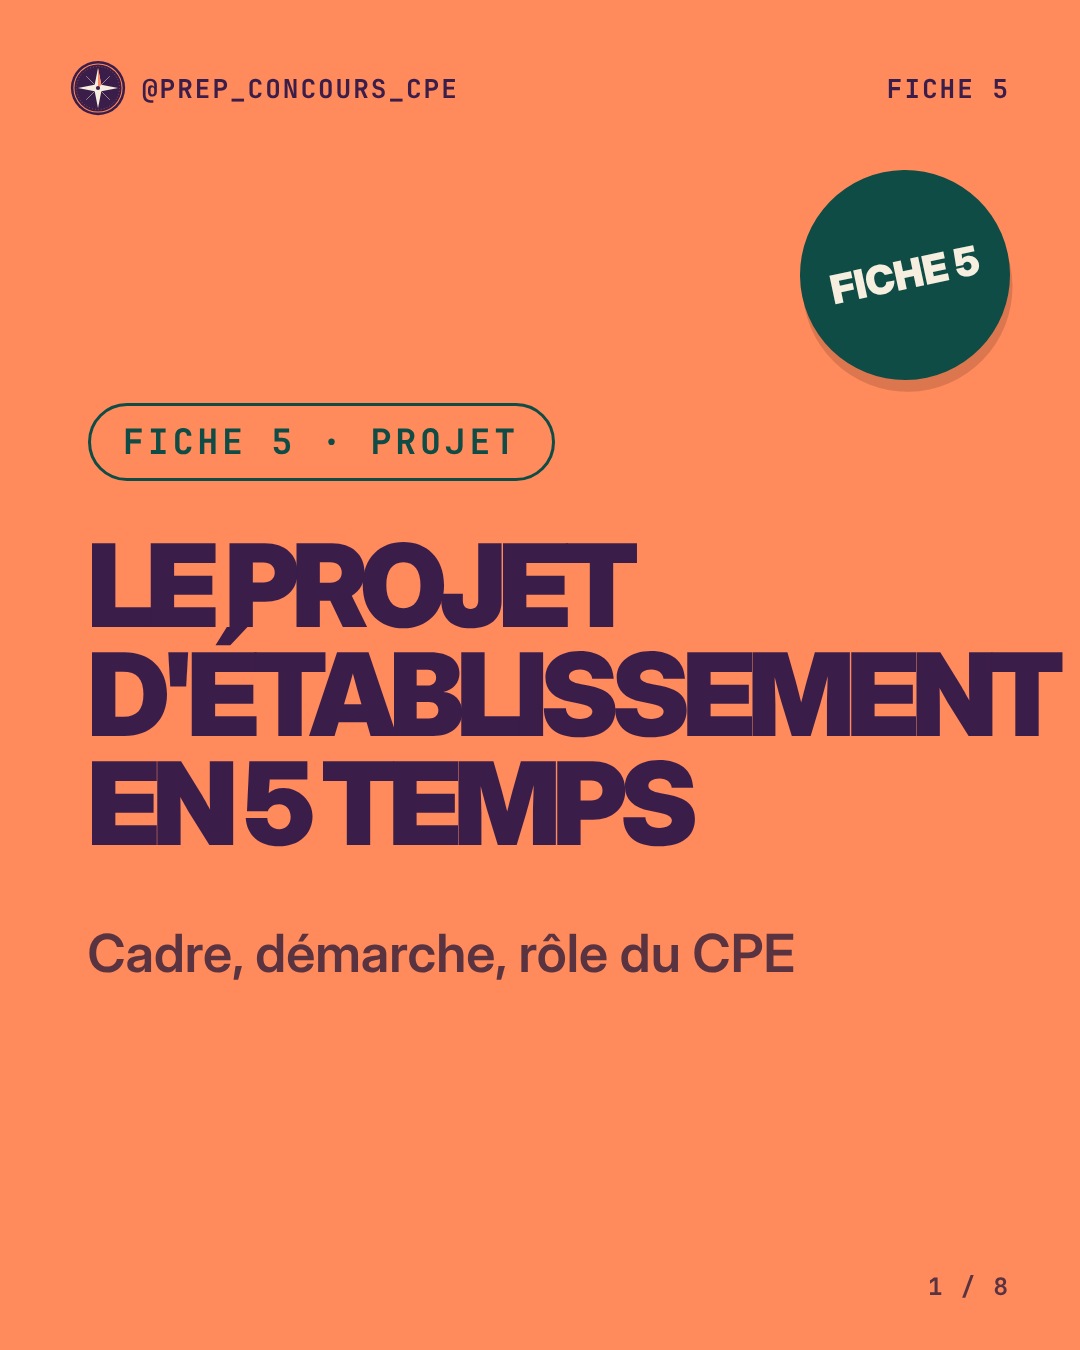 @PREP_CONCOURS_CPE
FICHE 5
FICHE 5
FICHE 5 · PROJET
LE PROJET
D'ÉTABLISSEMENT
EN 5 TEMPS
Cadre, démarche, rôle du CPE
1 / 8